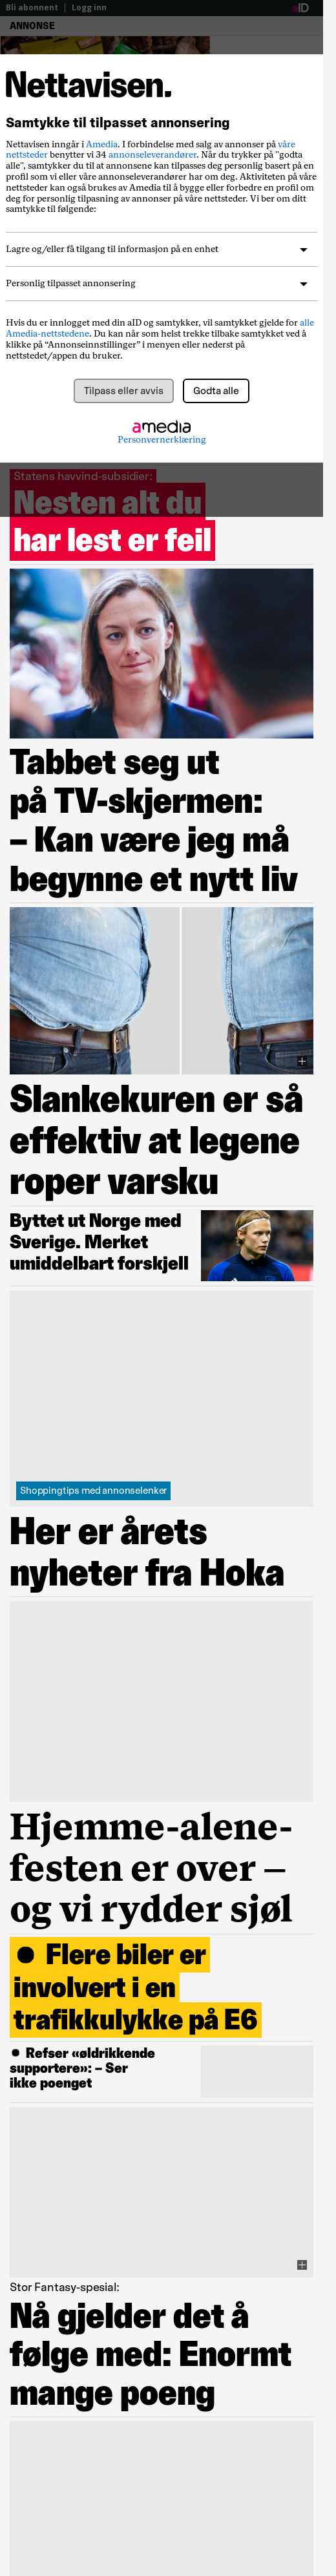 Bli abonnent | Logg inn
aID
ANNONSE
Nettavisen.
Samtykke til tilpasset annonsering
Nettavisen inngår i Amedia. I forbindelse med salg av annonser på våre
nettsteder benytter vi 34 annonseleverandører. Når du trykker på "godta
alle", samtykker du til at annonsene kan tilpasses deg personlig basert på en
profil som vi eller våre annonseleverandører har om deg. Aktiviteten på våre
nettsteder kan også brukes av Amedia til å bygge eller forbedre en profil om
deg for personlig tilpasning av annonser på våre nettsteder. Vi ber om ditt
samtykke til følgende:
Lagre og/eller få tilgang til informasjon på en enhet
Personlig tilpasset annonsering
Hvis du er innlogget med din aID og samtykker, vil samtykket gjelde for alle
Amedia-nettstedene. Du kan når som helst trekke tilbake samtykket ved å
klikke på “Annonseinnstillinger” i menyen eller nederst på
nettstedet/appen du bruker.
Tilpass eller avvis
Godta alle
amedia
Personvernerklæring
Statens havvind-subsidier:
Nesten alt du
har lest er feil
Tabbet seg ut
på TV-skjermen:
– Kan være jeg må
begynne et nytt liv
Slankekuren er så
effektiv at legene
roper varsku
Byttet ut Norge med
Sverige. Merket
umiddelbart forskjell
Shoppingtips med annonselenker
Her er årets
nyheter fra Hoka
Hjemme-alene-
festen er over –
og vi rydder sjøl
● Flere biler er
involvert i en
trafikkulykke på E6
● Refser «øldrikkende
supportere»: – Ser
ikke poenget
Stor Fantasy-spesial:
Nå gjelder det å
følge med: Enormt
mange poeng